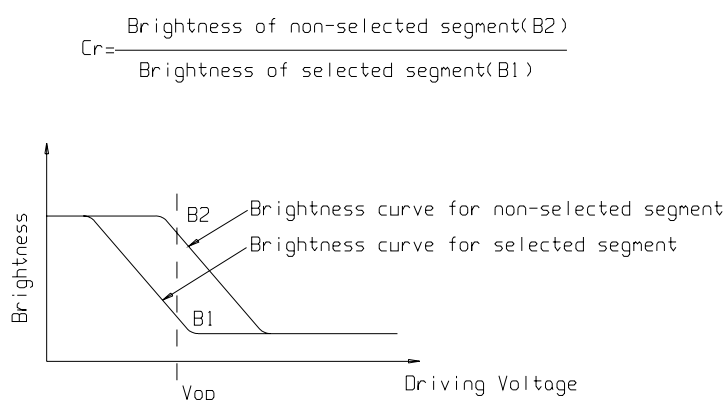 Brightness of non-selected segment(B2)
Cr=
Brightness of selected segment(B1)
B2
Brightness curve for non-selected segment
Brightness curve for selected segment
Brightness
B1
Driving Voltage
Vop